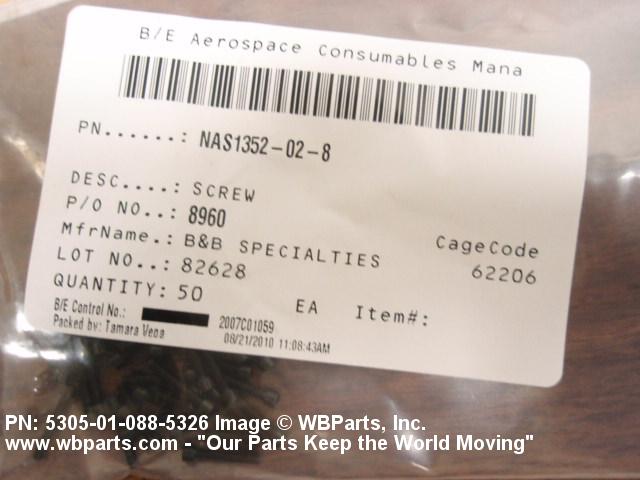 B/E Aerospace Consumables Mana
PN......: NAS1352-02-8
DESC....: SCREW
P/O NO..: 8960
MfrName.: B&B SPECIALTIES CageCode
LOT NO..: 82628 62206
QUANTITY: 50 EA Item#:
B/E Control No.: 2007C01059
Packed by: Tamara Vega 08/21/2010 11:08:43AM
PN: 5305-01-088-5326 Image © WBParts, Inc.
www.wbparts.com - "Our Parts Keep the World Moving"